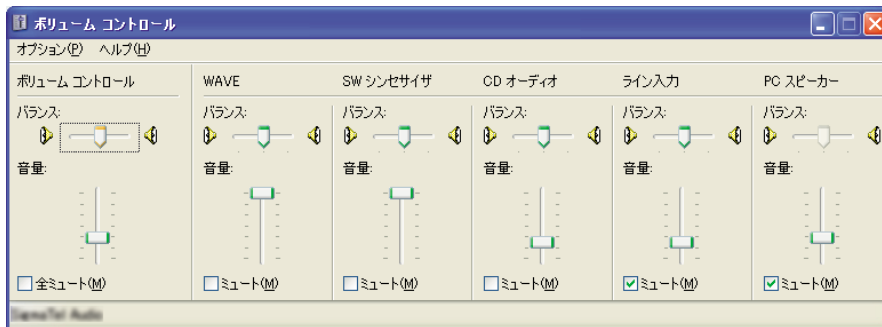 ボリューム コントロール
オプション(P) ヘルプ(H)
ボリューム コントロール WAVE SW シンセサイザ CD オーディオ ライン入力 PC スピーカー
バランス: バランス: バランス: バランス: バランス: バランス:
音量: 音量: 音量: 音量: 音量: 音量:
全ミュート(M) ミュート(M) ミュート(M) ミュート(M) ミュート(M) ミュート(M)
Audio